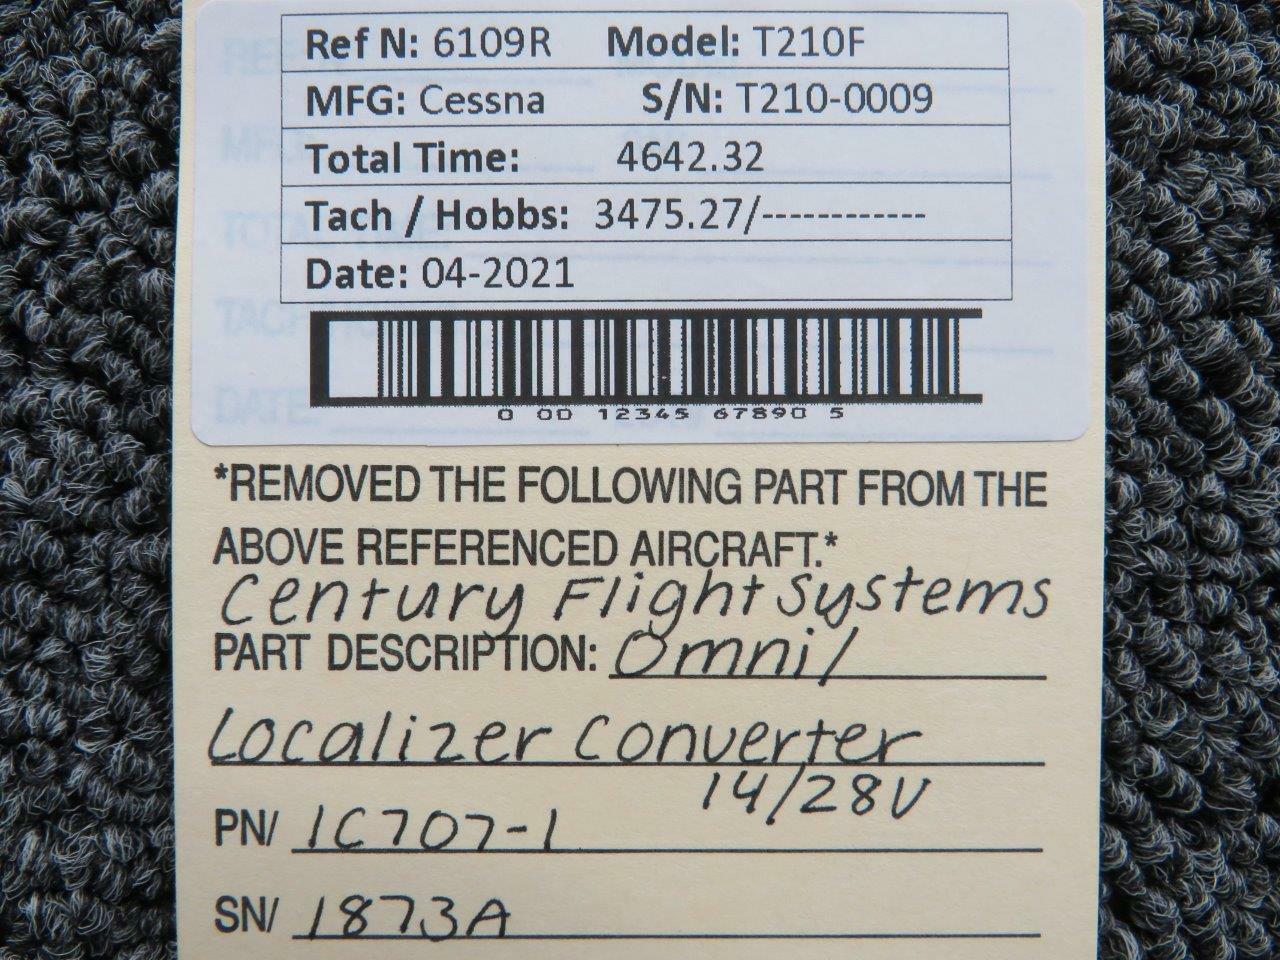 Ref N: 6109R Model: T210F
MFG: Cessna S/N: T210-0009
Total Time: 4642.32
Tach / Hobbs: 3475.27/------------
Date: 04-2021
0 00 12345 67890 5
*REMOVED THE FOLLOWING PART FROM THE
ABOVE REFERENCED AIRCRAFT.*
Century Flight Systems
PART DESCRIPTION: Omni/
Localizer Converter
14/28V
PN/ 1C707-1
SN/ 1873A